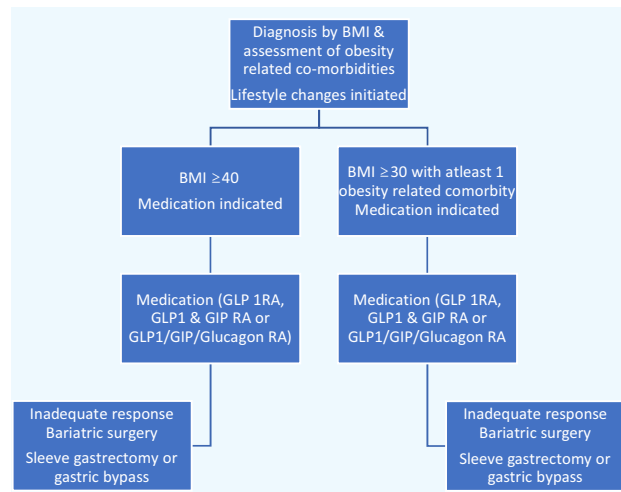 Diagnosis by BMI &
assessment of obesity
related co-morbidities
Lifestyle changes initiated
BMI ≥40
Medication indicated
BMI ≥30 with atleast 1
obesity related comorbity
Medication indicated
Medication (GLP 1RA,
GLP1 & GIP RA or
GLP1/GIP/Glucagon RA)
Medication (GLP 1RA,
GLP1 & GIP RA or
GLP1/GIP/Glucagon RA
Inadequate response
Bariatric surgery
Sleeve gastrectomy or
gastric bypass
Inadequate response
Bariatric surgery
Sleeve gastrectomy or
gastric bypass